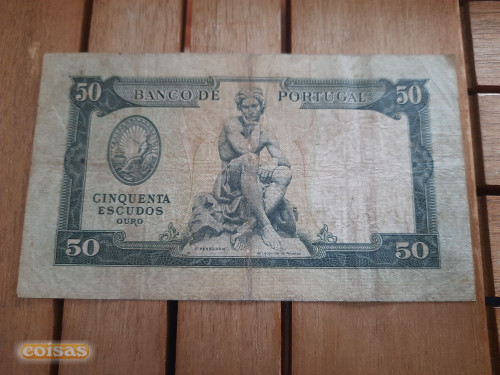 50 BANCO DE PORTUGAL 50
CINQUENTA
ESCUDOS
OURO
50 50
coisas